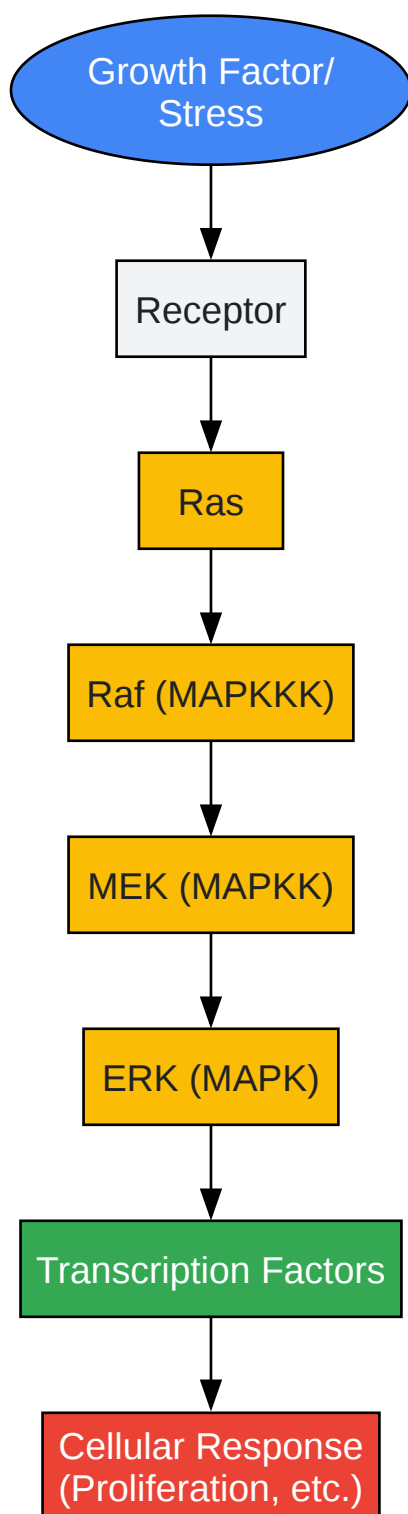 Growth Factor/
Stress
Receptor
Ras
Raf (MAPKKK)
MEK (MAPKK)
ERK (MAPK)
Transcription Factors
Cellular Response
(Proliferation, etc.)